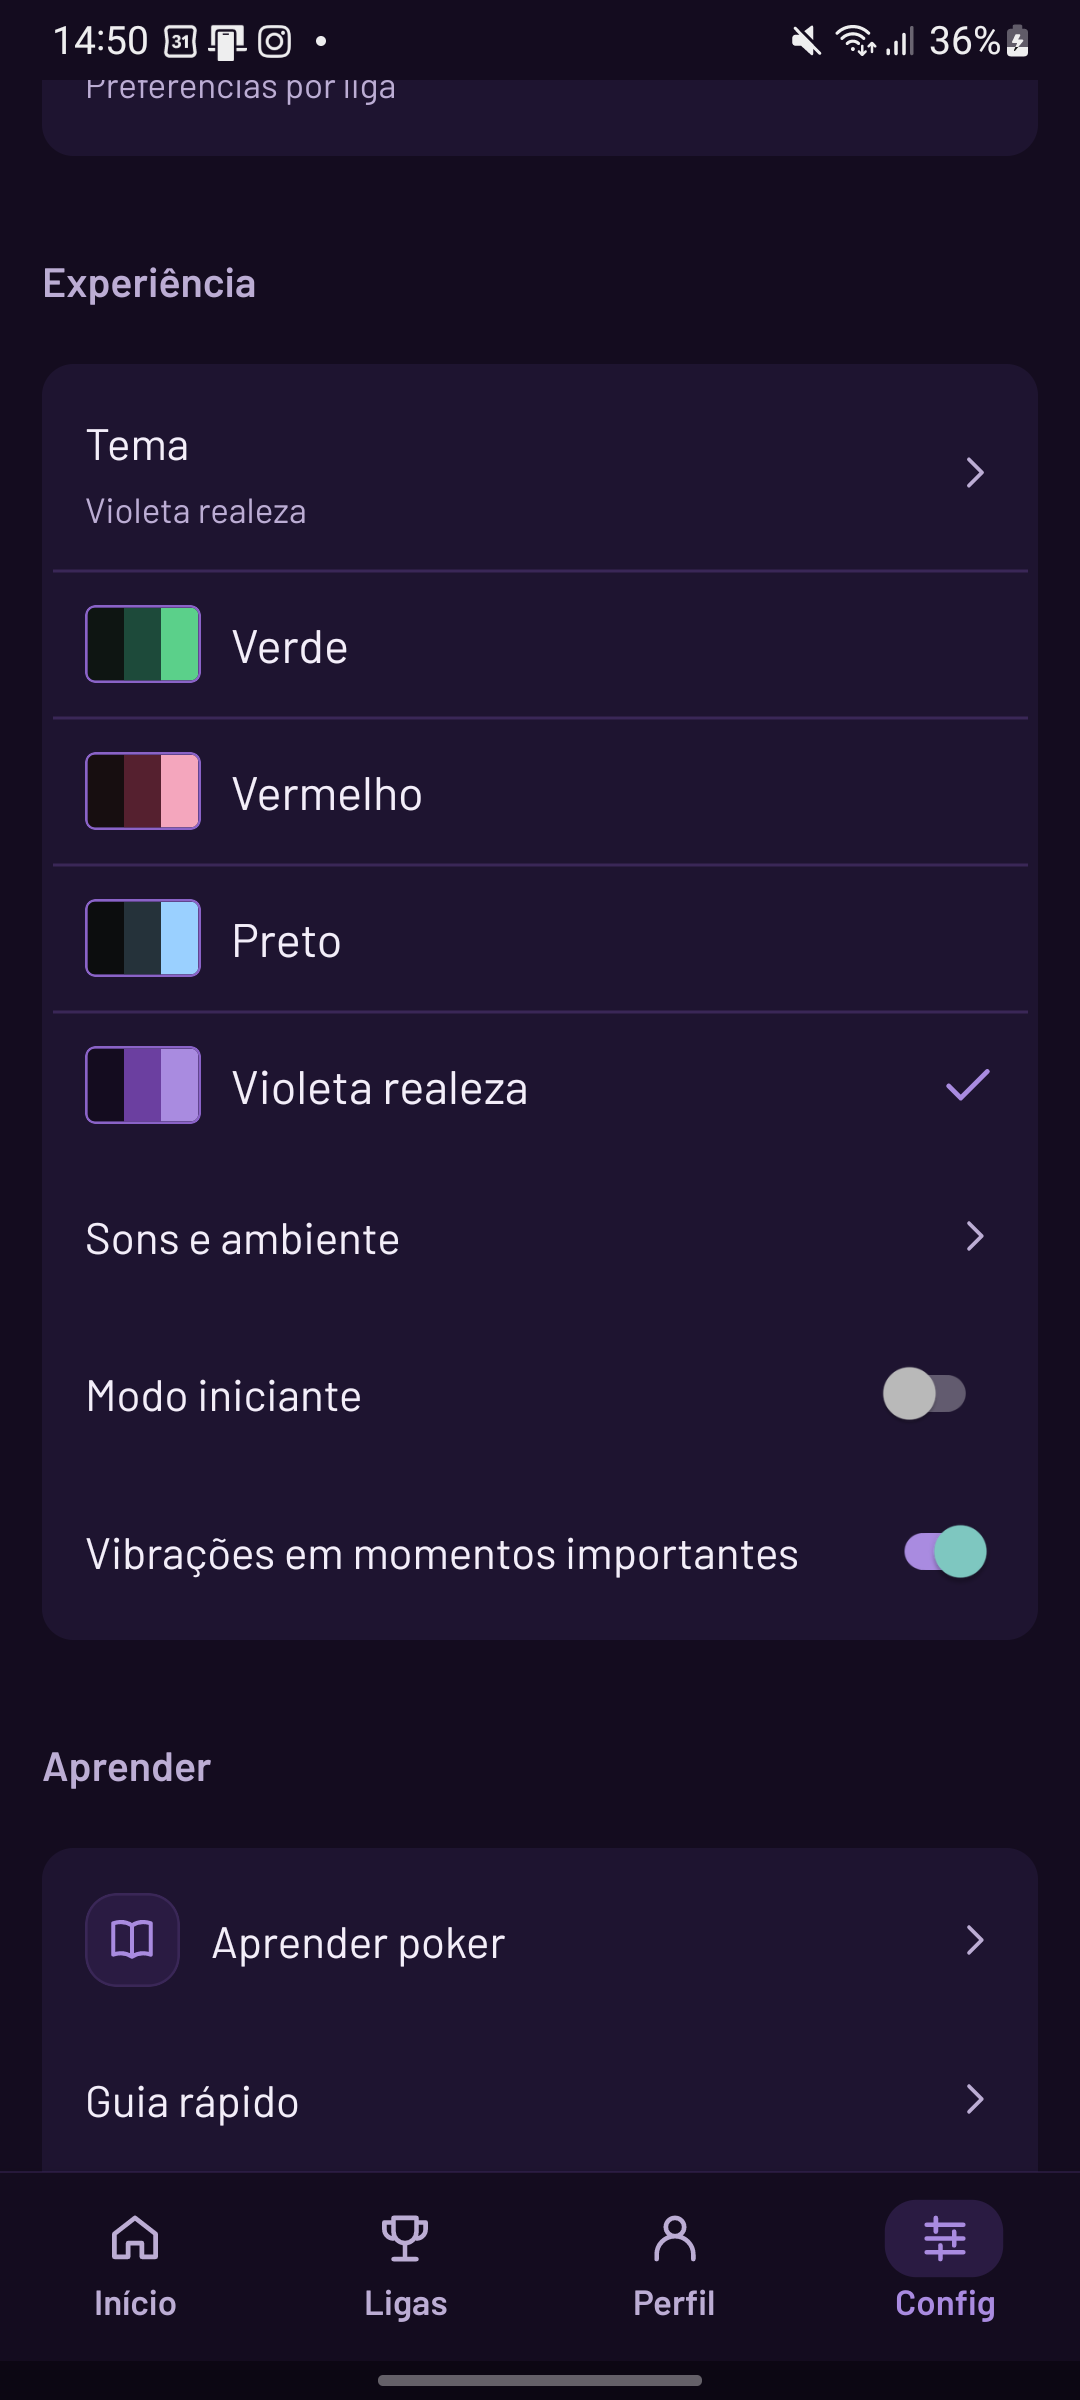 14:50
31
36%
Preferências por liga
Experiência
Tema
Violeta realeza
Verde
Vermelho
Preto
Violeta realeza
Sons e ambiente
Modo iniciante
Vibrações em momentos importantes
Aprender
Aprender poker
Guia rápido
Início
Ligas
Perfil
Config